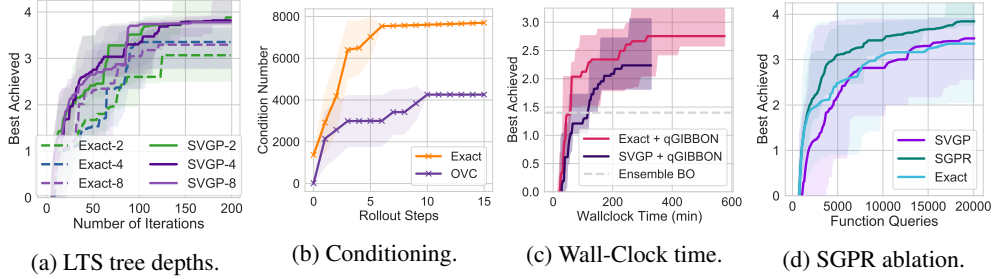 Best Achieved
4
3
2
1
0
0 50 100 150 200
Number of Iterations
Exact-2
Exact-4
Exact-8
SVGP-2
SVGP-4
SVGP-8
(a) LTS tree depths.
Condition Number
8000
6000
4000
2000
0
0 5 10 15
Rollout Steps
Exact
OVC
(b) Conditioning.
Best Achieved
3.0
2.5
2.0
1.5
1.0
0.5
0.0
0 200 400 600
Wallclock Time (min)
Exact + qGIBBON
SVGP + qGIBBON
Ensemble BO
(c) Wall-Clock time.
Best Achieved
4
3
2
1
0
0 5000 10000 15000 20000
Function Queries
SVGP
SGPR
Exact
(d) SGPR ablation.